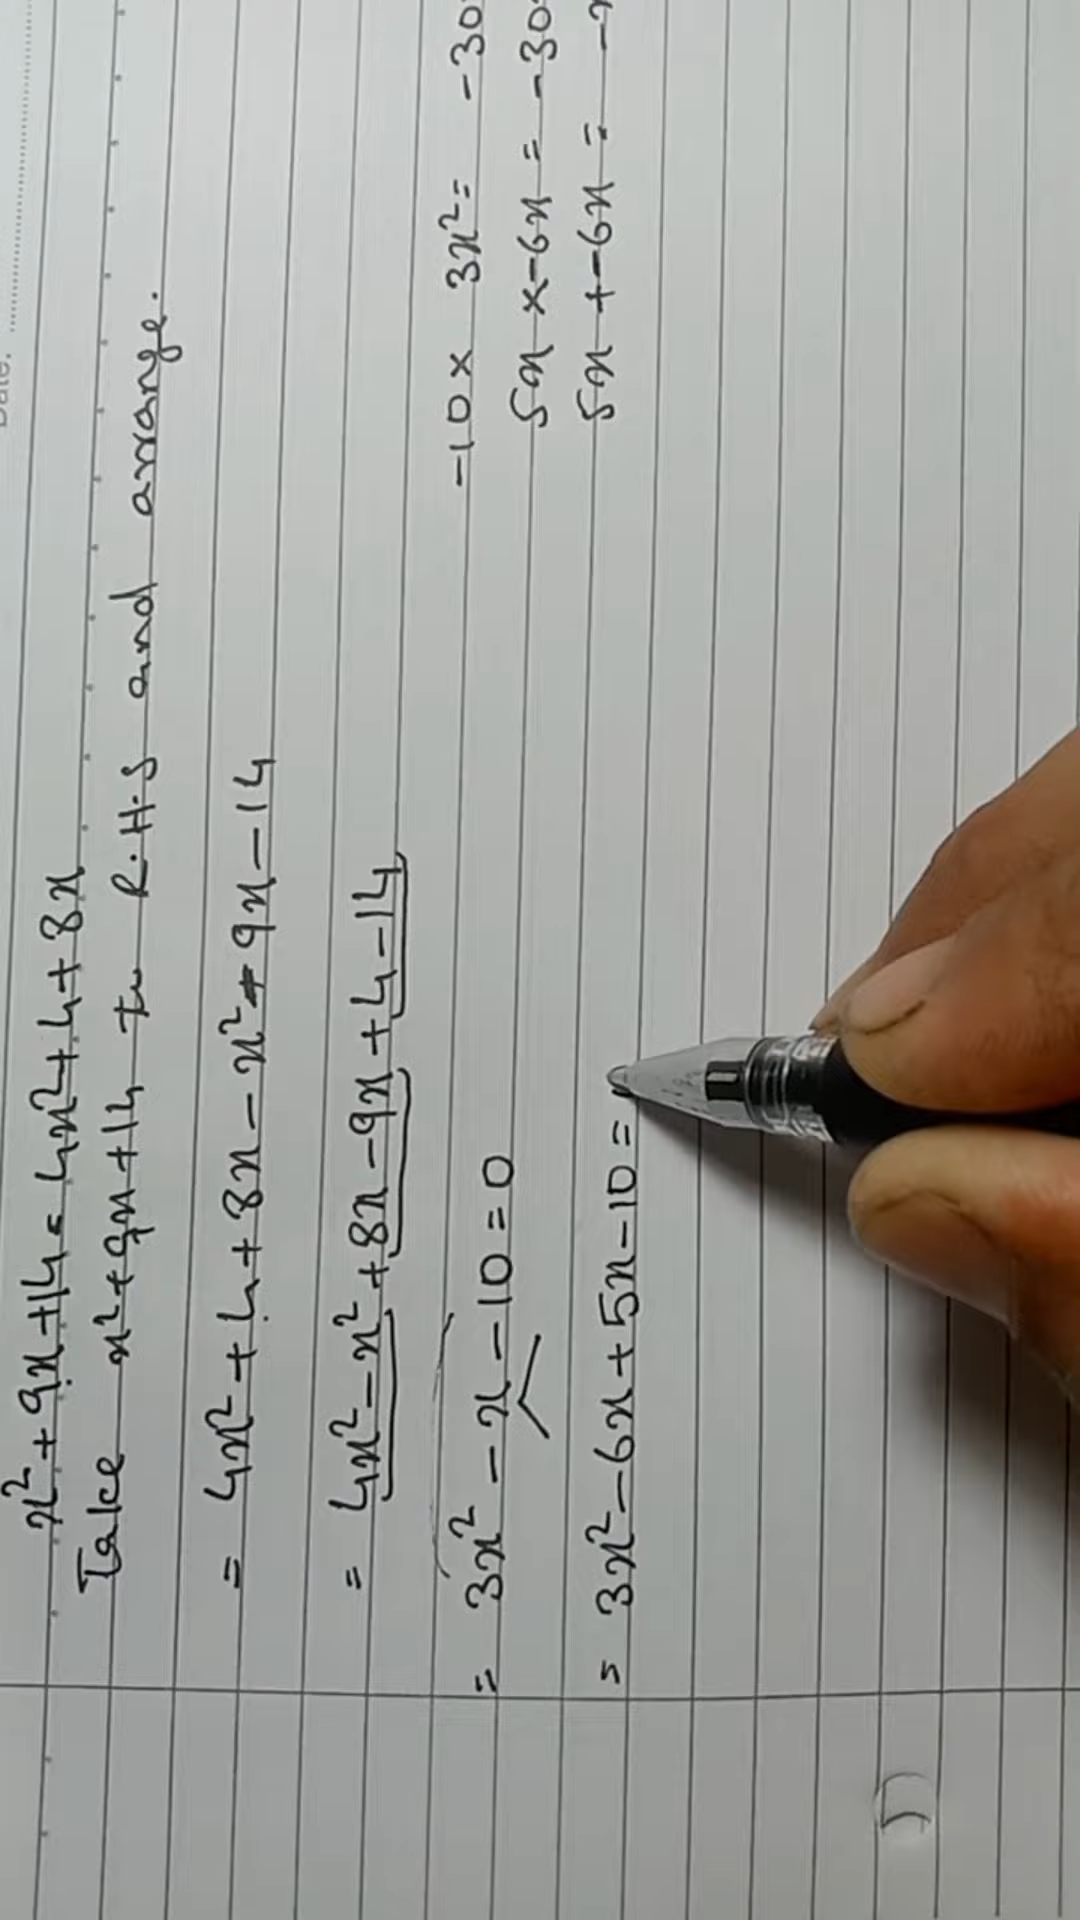 Date:
x² + 9x + 14 = 4x² + 4 + 8x
Take x² + 9x + 14 to R.H.S and arrange.
= 4x² + 4 + 8x - x² - 9x - 14
= 4x² - x² + 8x - 9x + 4 - 14
-10 x 3x² = -30
= 3x² - x - 10 = 0
5x x -6x = -30
5x + -6x = -x
= 3x² - 6x + 5x - 10 =